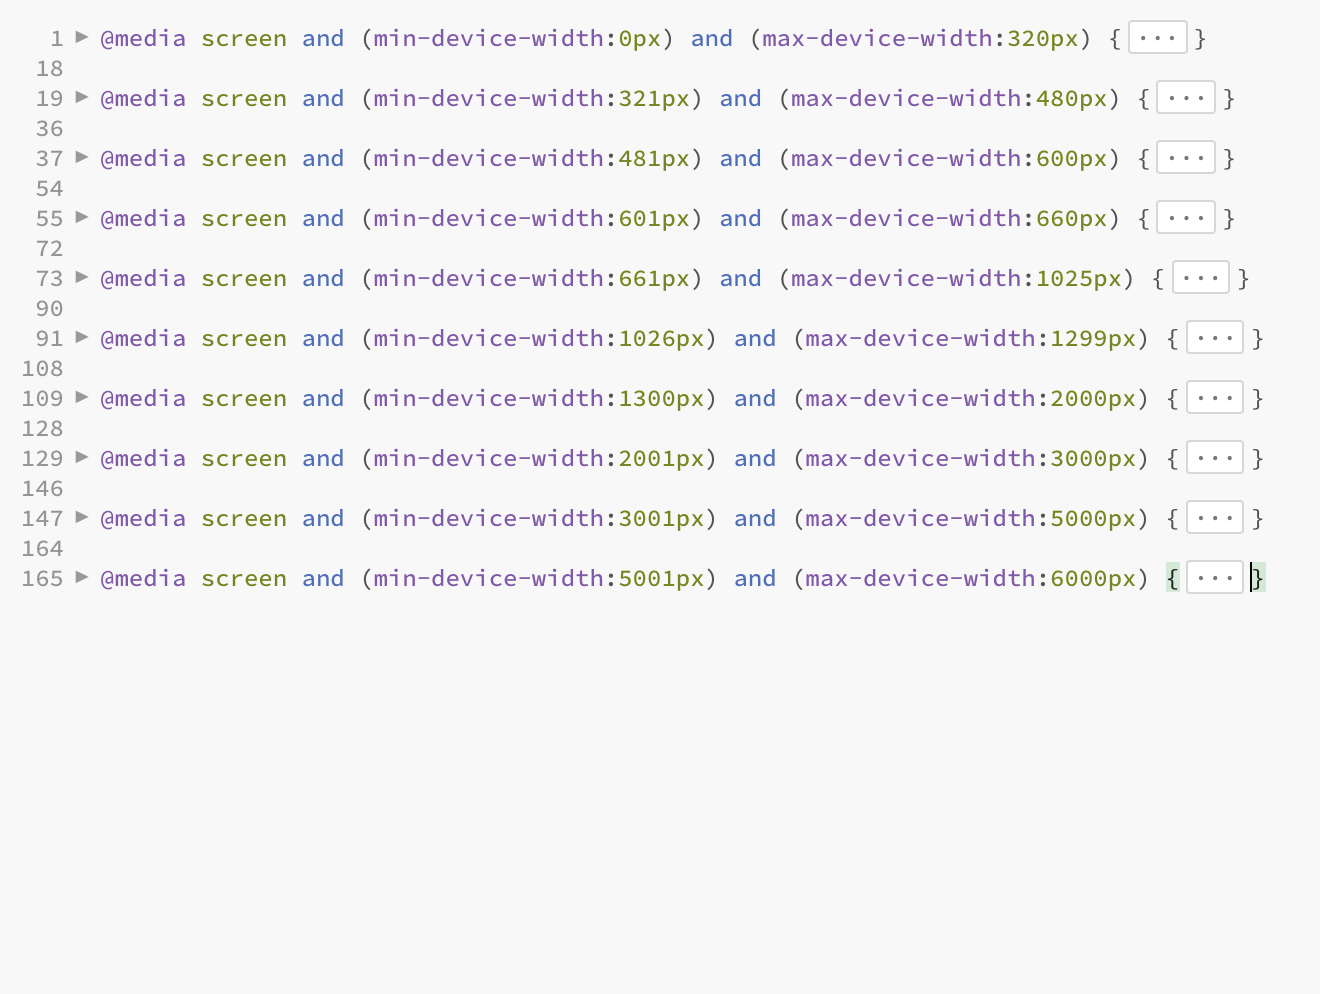 1 ▶ @media screen and (min-device-width:0px) and (max-device-width:320px) {...}
18
19 ▶ @media screen and (min-device-width:321px) and (max-device-width:480px) {...}
36
37 ▶ @media screen and (min-device-width:481px) and (max-device-width:600px) {...}
54
55 ▶ @media screen and (min-device-width:601px) and (max-device-width:660px) {...}
72
73 ▶ @media screen and (min-device-width:661px) and (max-device-width:1025px) {...}
90
91 ▶ @media screen and (min-device-width:1026px) and (max-device-width:1299px) {...}
108
109 ▶ @media screen and (min-device-width:1300px) and (max-device-width:2000px) {...}
128
129 ▶ @media screen and (min-device-width:2001px) and (max-device-width:3000px) {...}
146
147 ▶ @media screen and (min-device-width:3001px) and (max-device-width:5000px) {...}
164
165 ▶ @media screen and (min-device-width:5001px) and (max-device-width:6000px) {...}